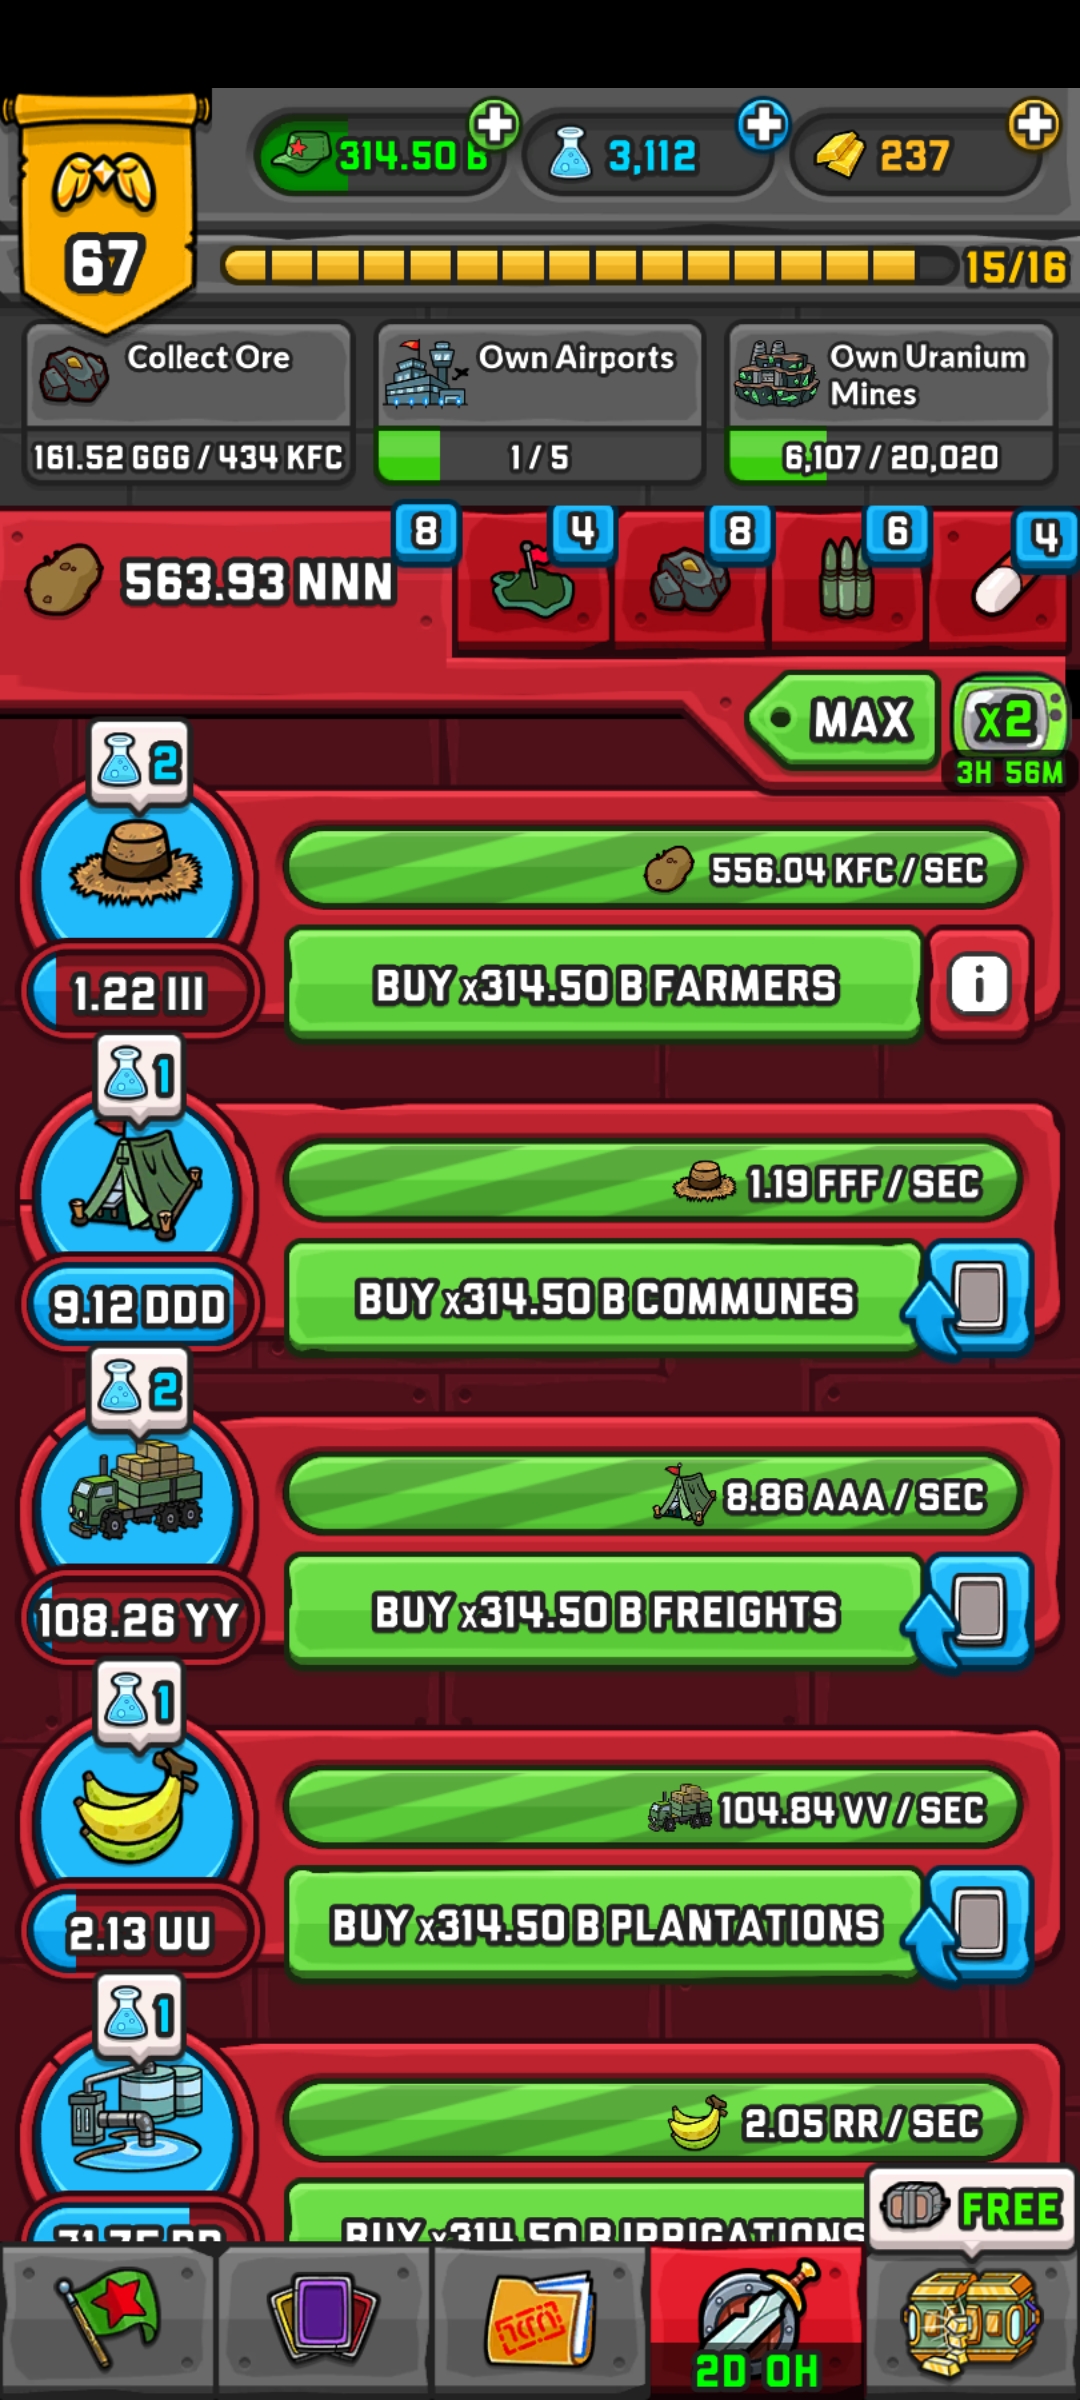 314.50 B
3,112
237
67
15/16
Collect Ore
161.52 GGG / 434 KFC
Own Airports
1 / 5
Own Uranium
Mines
6,107 / 20,020
563.93 NNN
8
4
8
6
4
MAX
x2
3H 56M
2
556.04 KFC / SEC
1.22 III
BUY x314.50 B FARMERS
i
1
1.19 FFF / SEC
9.12 DDD
BUY x314.50 B COMMUNES
2
8.86 AAA / SEC
108.26 YY
BUY x314.50 B FREIGHTS
1
104.84 VV / SEC
2.13 UU
BUY x314.50 B PLANTATIONS
1
2.05 RR / SEC
BUY x314.50 B IRRIGATIONS
FREE
2D 0H